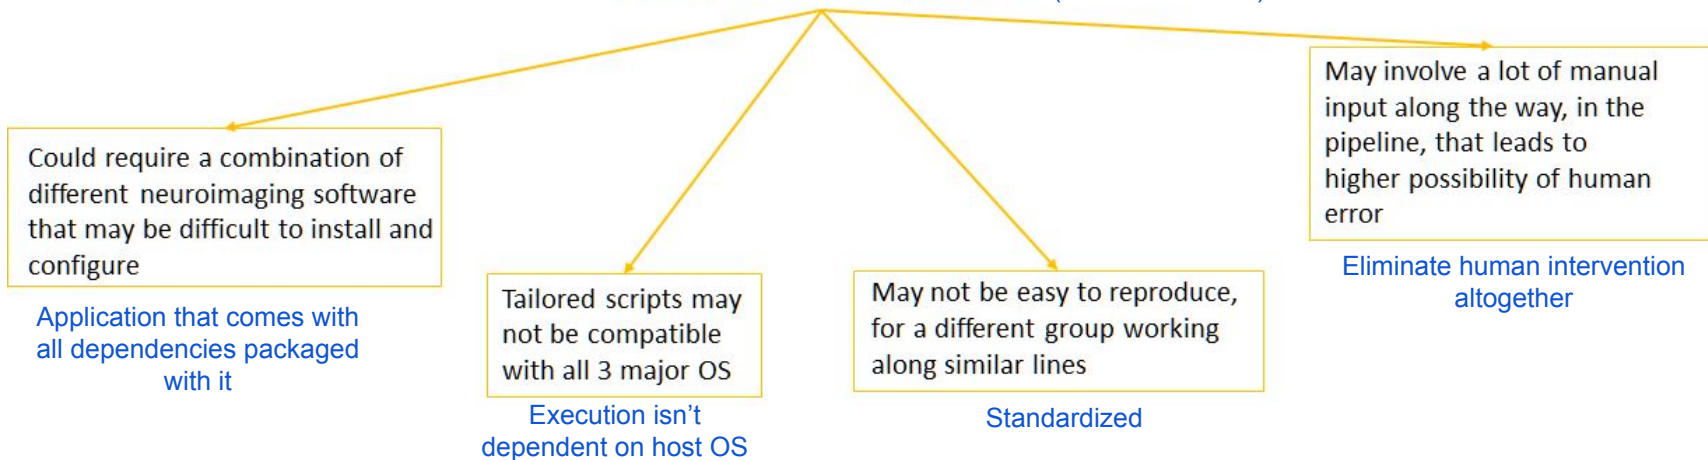 Could require a combination of
different neuroimaging software
that may be difficult to install and
configure
Application that comes with
all dependencies packaged
with it
Tailored scripts may
not be compatible
with all 3 major OS
Execution isn’t
dependent on host OS
May not be easy to reproduce,
for a different group working
along similar lines
Standardized
May involve a lot of manual
input along the way, in the
pipeline, that leads to
higher possibility of human
error
Eliminate human intervention
altogether